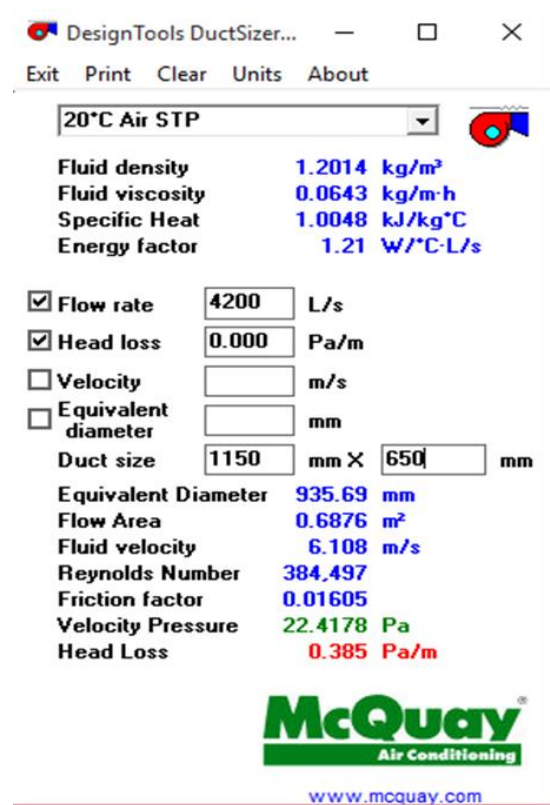 DesignTools DuctSizer...
Exit Print Clear Units About
20°C Air STP
Fluid density 1.2014 kg/m³
Fluid viscosity 0.0643 kg/m·h
Specific Heat 1.0048 kJ/kg°C
Energy factor 1.21 W/°C·L/s
Flow rate 4200 L/s
Head loss 0.000 Pa/m
Velocity m/s
Equivalent
diameter mm
Duct size 1150 mm X 650 mm
Equivalent Diameter 935.69 mm
Flow Area 0.6876 m²
Fluid velocity 6.108 m/s
Reynolds Number 384,497
Friction factor 0.01605
Velocity Pressure 22.4178 Pa
Head Loss 0.385 Pa/m
McQuay®
Air Conditioning
www.mcquay.com